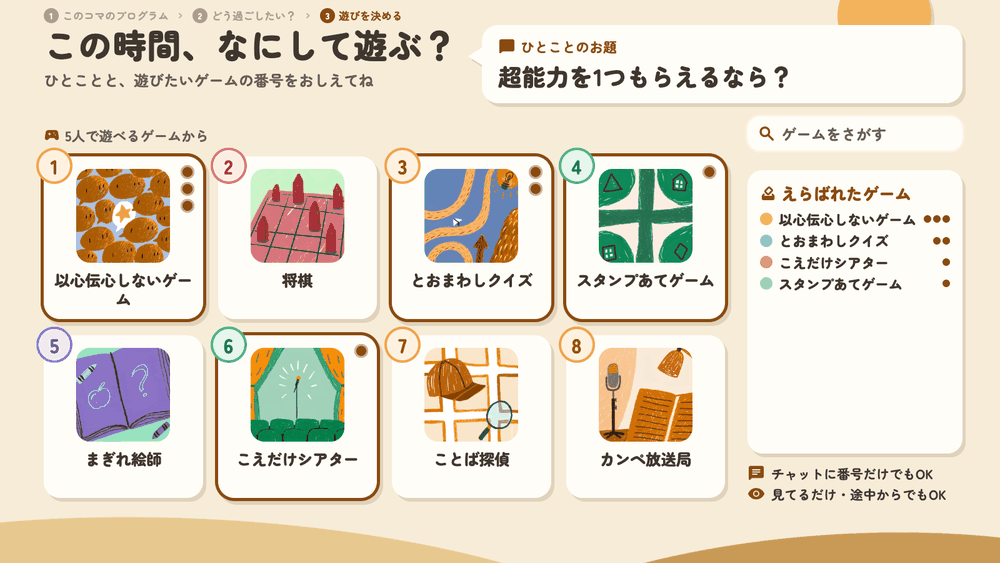 1 このコマのプログラム › 2 どう過ごしたい？ › 3 遊びを決める
この時間、なにして遊ぶ？
ひとことと、遊びたいゲームの番号をおしえてね
ひとことのお題
超能力を1つもらえるなら？
5人で遊べるゲームから
ゲームをさがす
1
以心伝心しないゲー
ム
2
将棋
3
とおまわしクイズ
4
スタンプあてゲーム
5
まぎれ絵師
6
こえだけシアター
7
ことば探偵
8
カンペ放送局
えらばれたゲーム
以心伝心しないゲーム
とおまわしクイズ
こえだけシアター
スタンプあてゲーム
チャットに番号だけでもOK
見てるだけ・途中からでもOK